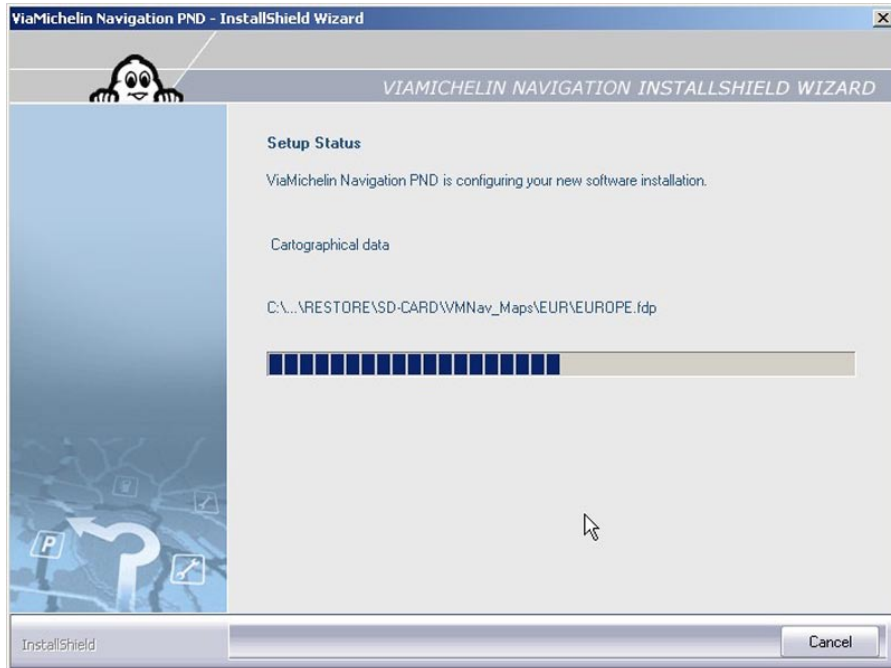 ViaMichelin Navigation PND - InstallShield Wizard
VIAMICHELIN NAVIGATION INSTALLSHIELD WIZARD
Setup Status
ViaMichelin Navigation PND is configuring your new software installation.
Cartographical data
C:\...\RESTORE\SD-CARD\VMNav_Maps\EUR\EUROPE.fdp
P
InstallShield
Cancel